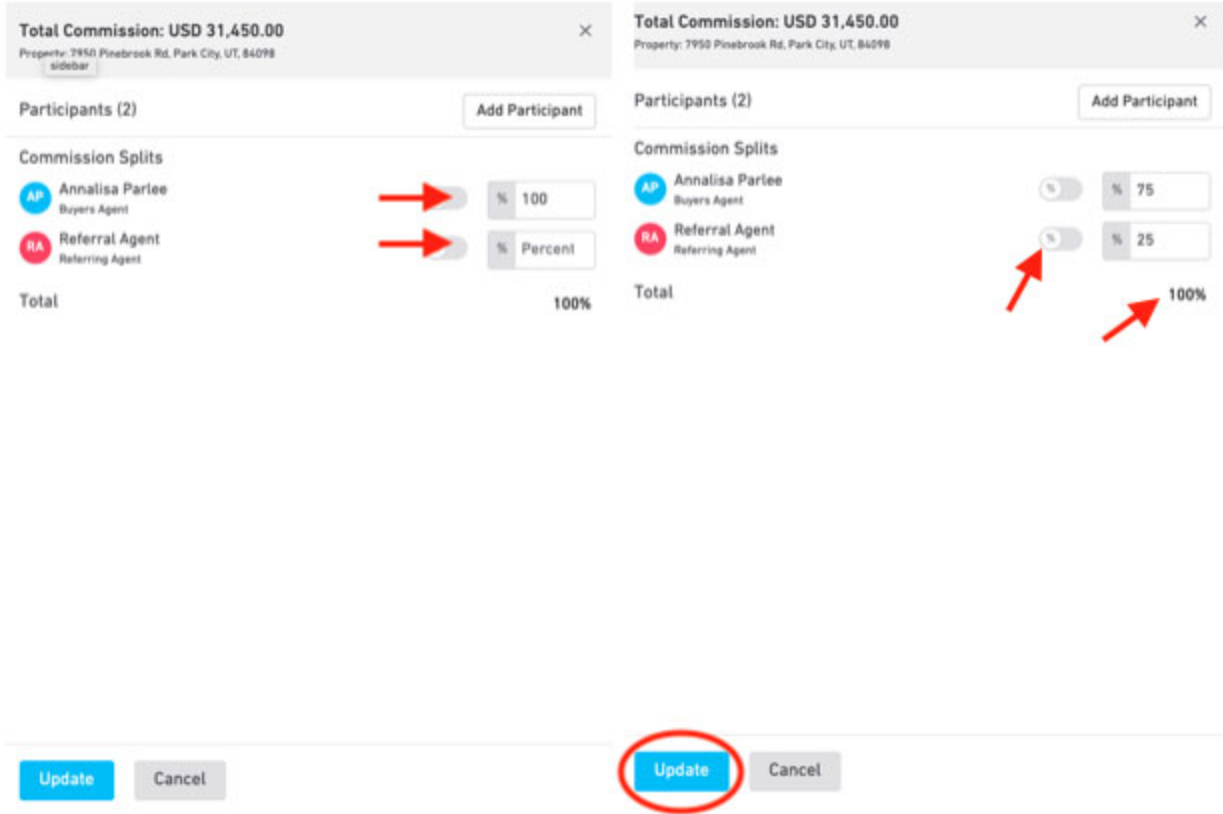 Total Commission: USD 31,450.00
Property: 7950 Pinebrook Rd, Park City, UT, 84098
sidebar
Participants (2)
Add Participant
Commission Splits
AP
Annalisa Parlee
Buyers Agent
% 100
RA
Referral Agent
Referring Agent
% Percent
Total
100%
Update
Cancel
Total Commission: USD 31,450.00
Property: 7950 Pinebrook Rd, Park City, UT, 84098
Participants (2)
Add Participant
Commission Splits
AP
Annalisa Parlee
Buyers Agent
%
% 75
RA
Referral Agent
Referring Agent
%
% 25
Total
100%
Update
Cancel